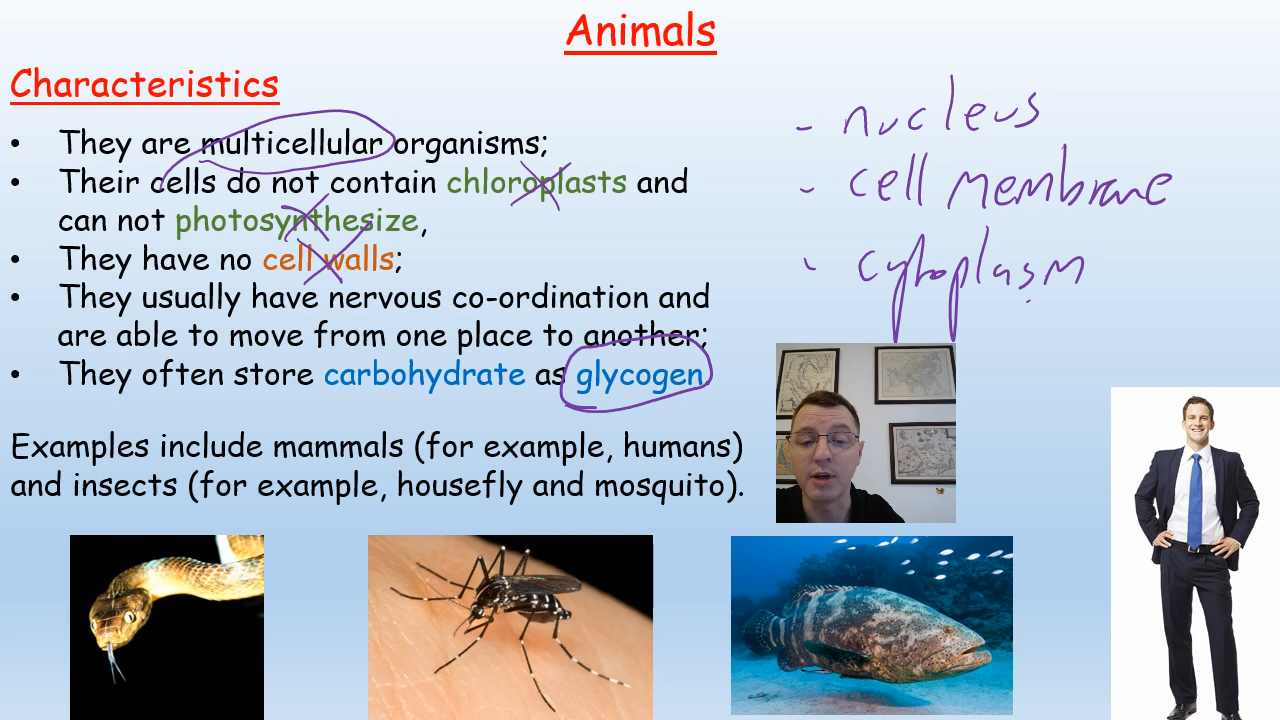 Animals
Characteristics
• They are multicellular organisms;
• Their cells do not contain chloroplasts and
can not photosynthesize,
• They have no cell walls;
• They usually have nervous co-ordination and
are able to move from one place to another;
• They often store carbohydrate as glycogen.
Examples include mammals (for example, humans)
and insects (for example, housefly and mosquito).
- nucleus
- cell membrane
- cytoplasm